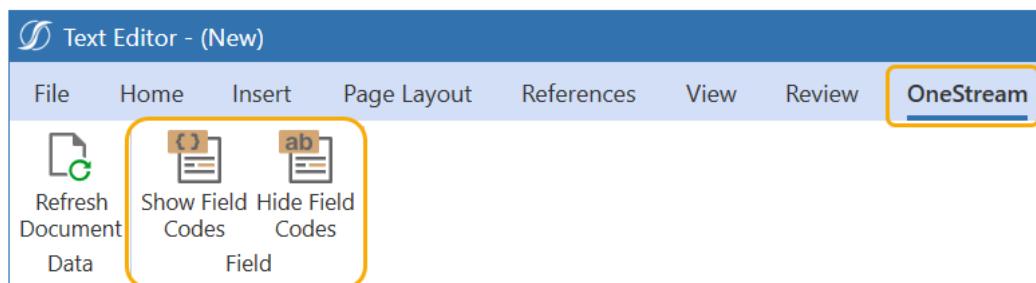 Text Editor - (New)
File Home Insert Page Layout References View Review OneStream
{ } ab
Refresh Show Field Hide Field
Document Codes Codes
Data Field